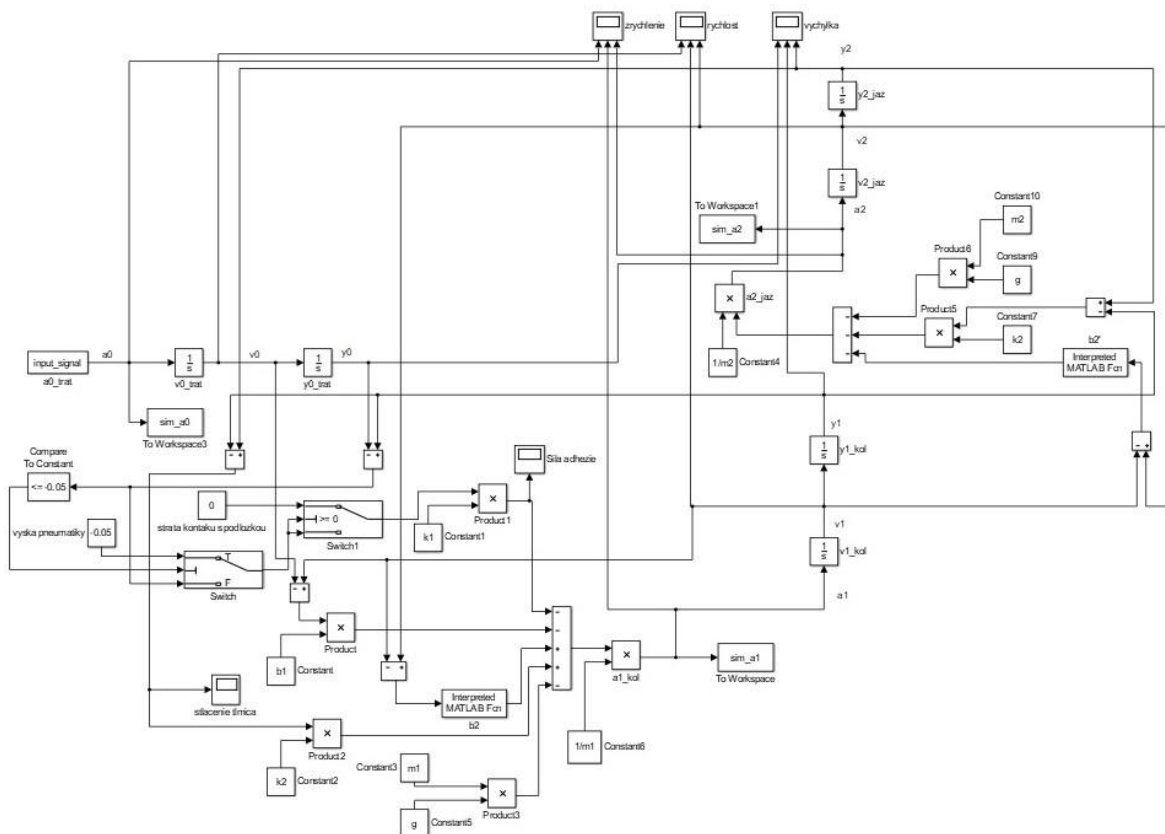 zrychlenie
rychlost
vychylka
y2
1/s
y2_jaz
v2
1/s
v2_jaz
a2
To Workspace1
sim_a2
Constant10
m2
Product6
×
Constant9
g
×
a2_jaz
Product5
×
Constant7
k2
1/m2
Constant4
b2'
Interpreted
MATLAB Fcn
input_signal
a0_trat
a0
1/s
v0_trat
v0
1/s
y0_trat
y0
sim_a0
To Workspace3
y1
1/s
y1_kol
Compare
To Constant
<= -0.05
Sila adhezie
0
strata kontaku s podlozkou
>= 0
Switch1
×
Product1
k1
Constant1
vyska pneumatiky
-0.05
T
F
Switch
v1
1/s
v1_kol
a1
×
Product
b1
Constant
×
a1_kol
sim_a1
To Workspace
stlacenie tlmica
Interpreted
MATLAB Fcn
b2
×
Product2
k2
Constant2
1/m1
Constant6
Constant3
m1
×
Product3
g
Constant5